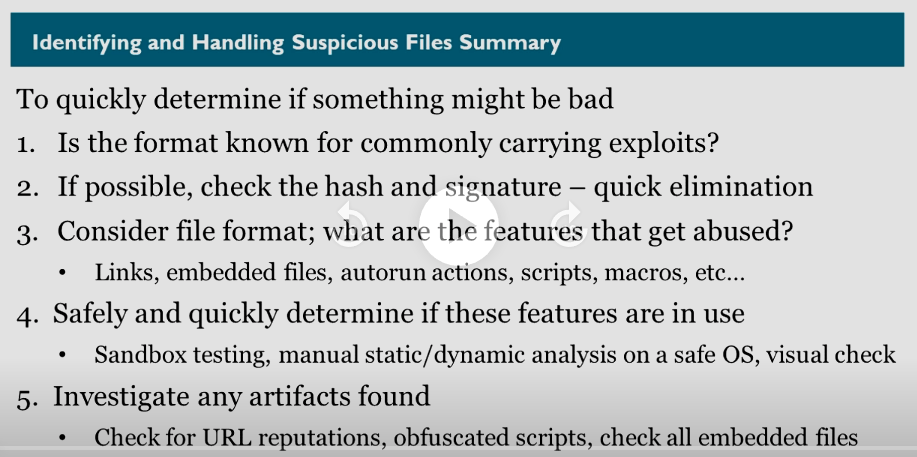 Identifying and Handling Suspicious Files Summary
To quickly determine if something might be bad
1. Is the format known for commonly carrying exploits?
2. If possible, check the hash and signature – quick elimination
3. Consider file format; what are the features that get abused?
• Links, embedded files, autorun actions, scripts, macros, etc...
4. Safely and quickly determine if these features are in use
• Sandbox testing, manual static/dynamic analysis on a safe OS, visual check
5. Investigate any artifacts found
• Check for URL reputations, obfuscated scripts, check all embedded files